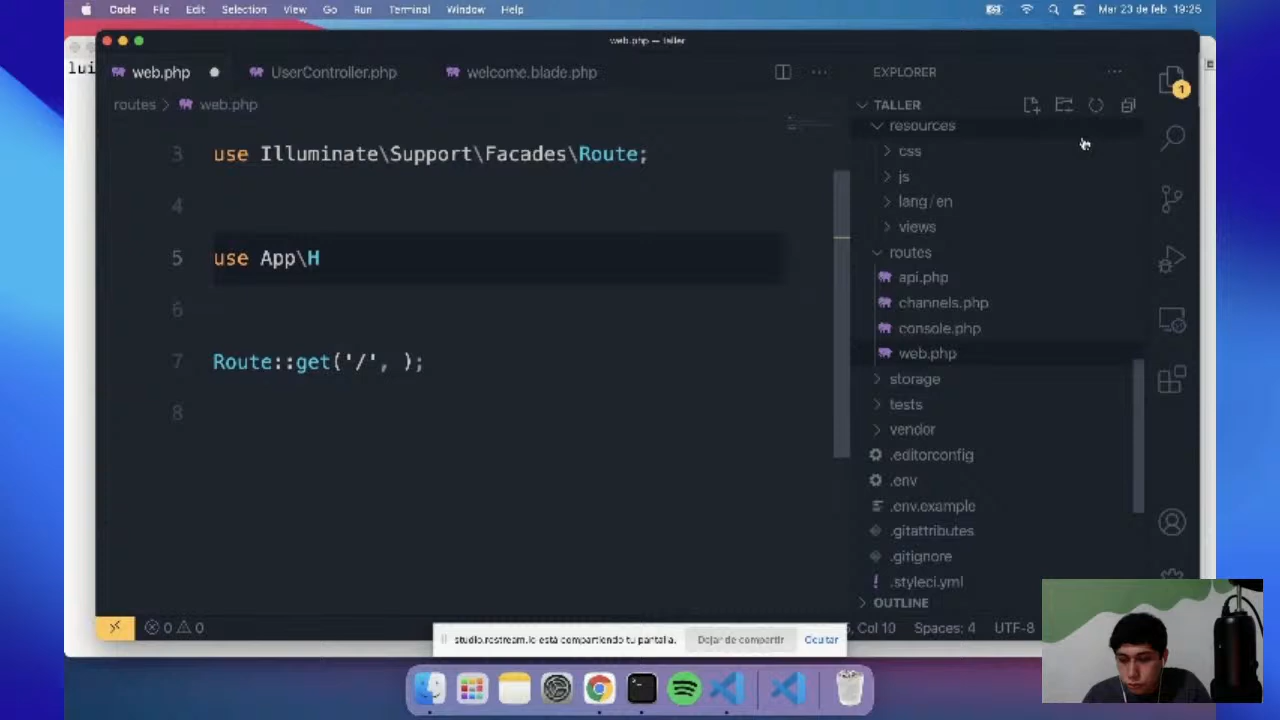 Code File Edit Selection View Go Run Terminal Window Help Mar 23 de feb 19:25
web.php — taller
lui
web.php UserController.php welcome.blade.php ···
EXPLORER ···
routes > web.php
TALLER
1
3 use Illuminate\Support\Facades\Route;
4
5 use App\H
6
7 Route::get('/', );
8
resources
css
js
lang/en
views
routes
api.php
channels.php
console.php
web.php
storage
tests
vendor
.editorconfig
.env
.env.example
.gitattributes
.gitignore
.styleci.yml
OUTLINE
0 0
Col 10 Spaces: 4 UTF-8
studio.restream.io está compartiendo tu pantalla. Dejar de compartir Ocultar